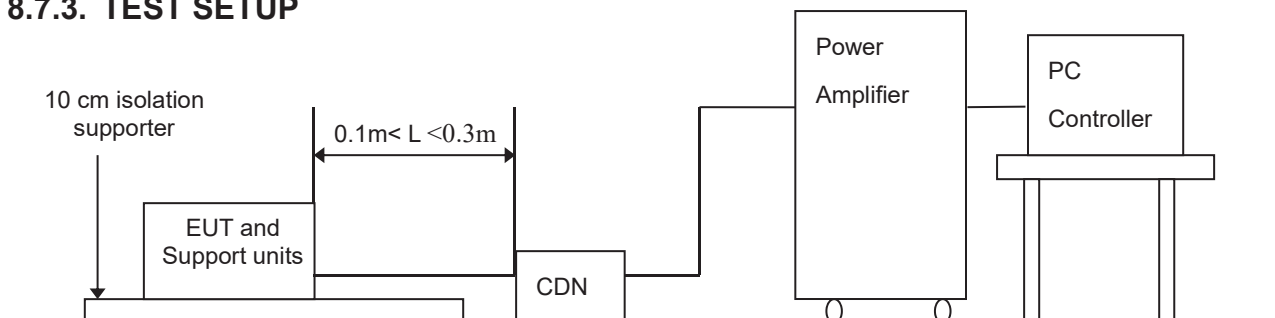 8.7.3. TEST SETUP
10 cm isolation
supporter
0.1m< L <0.3m
EUT and
Support units
CDN
Power
Amplifier
PC
Controller